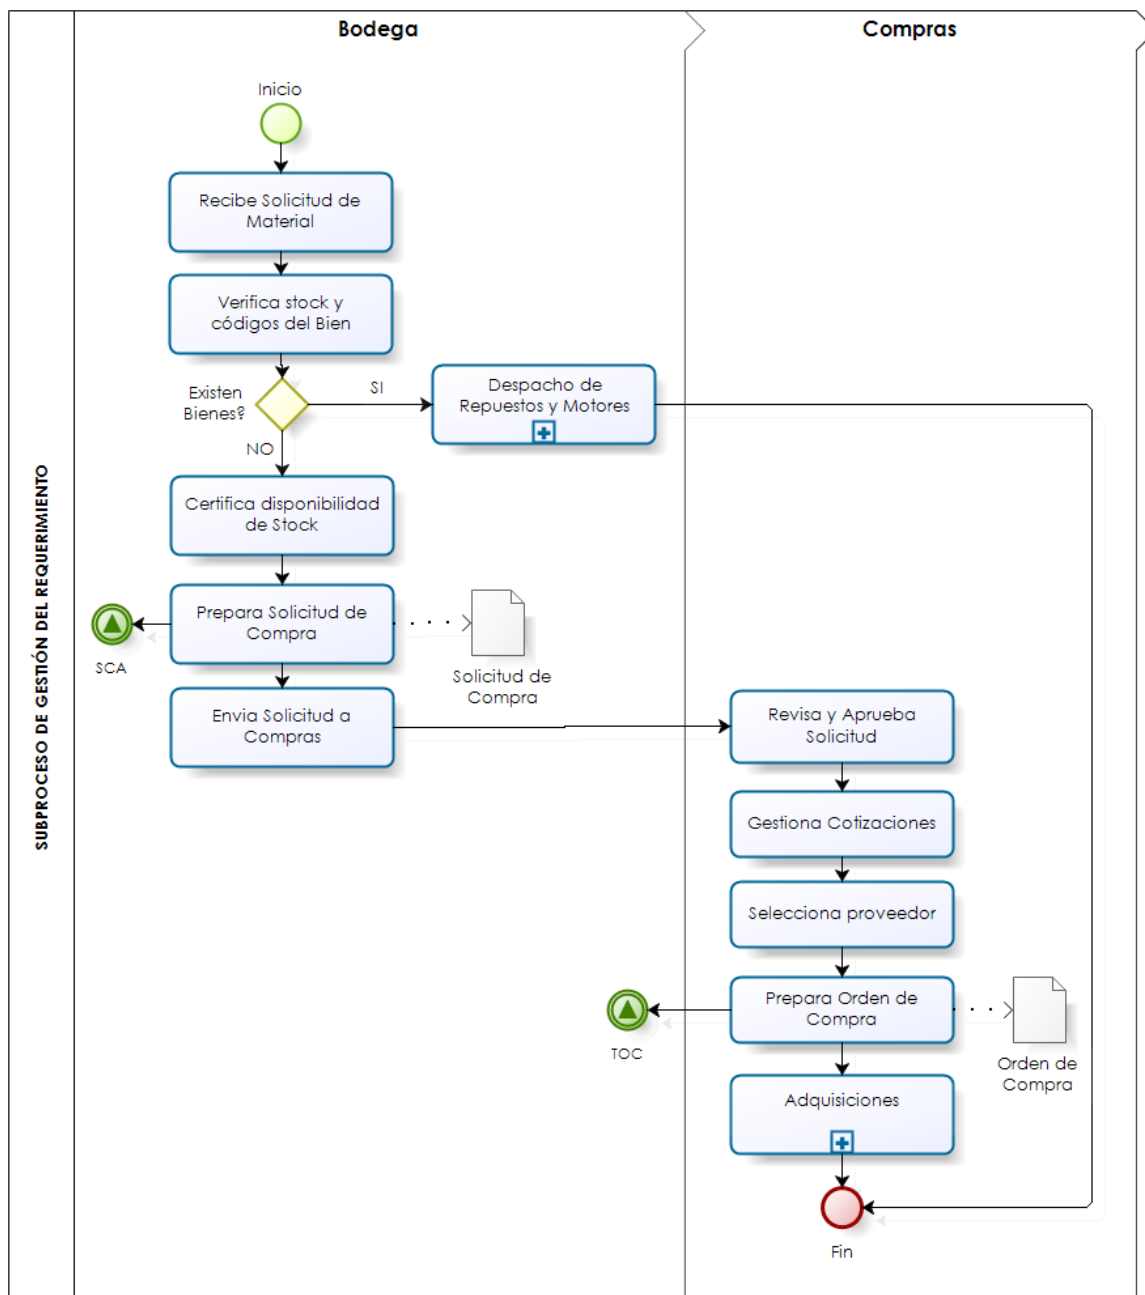 Bodega
Compras
SUBPROCESO DE GESTIÓN DEL REQUERIMIENTO
Inicio
Recibe Solicitud de
Material
Verifica stock y
códigos del Bien
Existen
Bienes?
SI
Despacho de
Repuestos y Motores
NO
Certifica disponibilidad
de Stock
Prepara Solicitud de
Compra
SCA
Solicitud de
Compra
Envia Solicitud a
Compras
Revisa y Aprueba
Solicitud
Gestiona Cotizaciones
Selecciona proveedor
Prepara Orden de
Compra
TOC
Orden de
Compra
Adquisiciones
Fin